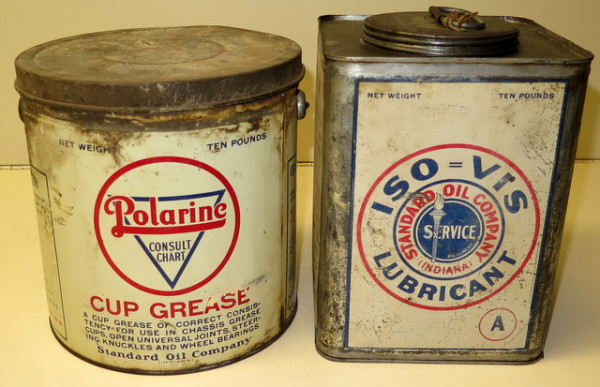 NET WEIGHT TEN POUNDS
Polarine
CONSULT
CHART
CUP GREASE
A CUP GREASE OF CORRECT CONSIS-
TENCY-FOR USE IN CHASSIS GREASE
CUPS, OPEN UNIVERSAL JOINTS, STEER-
ING KNUCKLES AND WHEEL BEARINGS.
Standard Oil Company
(INDIANA)
NET WEIGHT TEN POUNDS
ISO=VIS
STANDARD OIL COMPANY
SERVICE
(INDIANA)
LUBRICANT
A